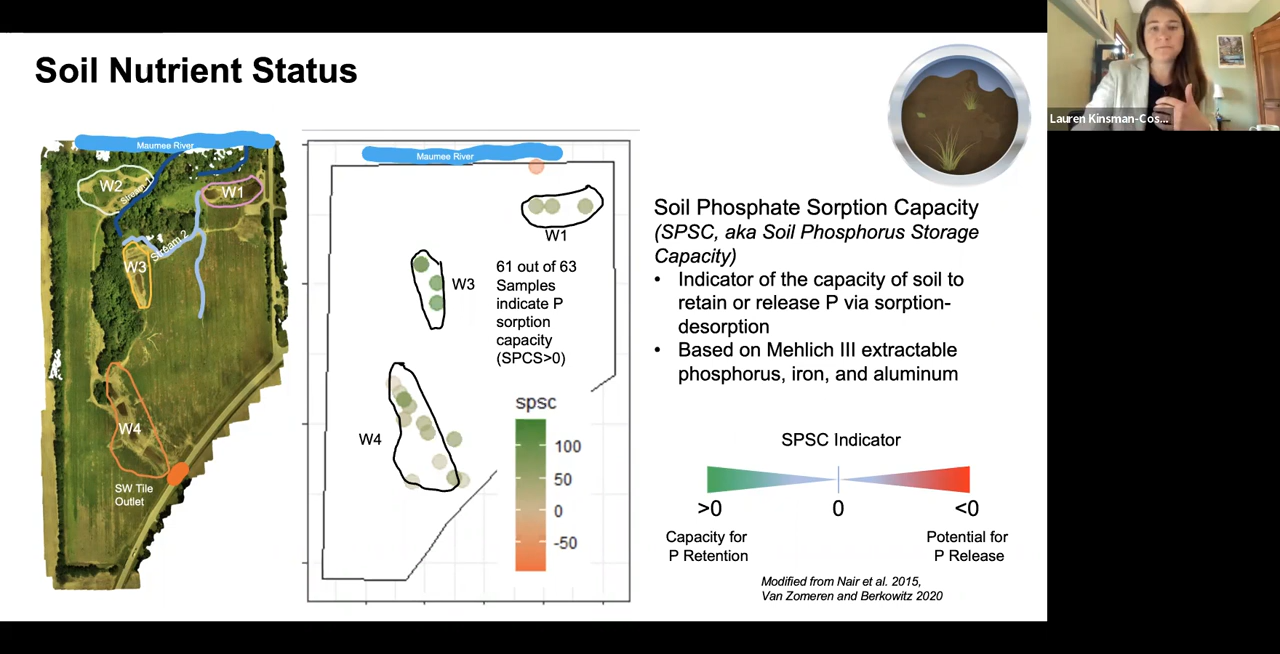 Soil Nutrient Status
Maumee River
W2
Stream 1
W1
Stream 2
W3
W4
SW Tile
Outlet
Maumee River
W1
W3
61 out of 63
Samples
indicate P
sorption
capacity
(SPCS>0)
W4
spsc
100
50
0
-50
Soil Phosphate Sorption Capacity
(SPSC, aka Soil Phosphorus Storage
Capacity)
• Indicator of the capacity of soil to
retain or release P via sorption-
desorption
• Based on Mehlich III extractable
phosphorus, iron, and aluminum
SPSC Indicator
>0
0
<0
Capacity for
P Retention
Potential for
P Release
Modified from Nair et al. 2015,
Van Zomeren and Berkowitz 2020
Lauren Kinsman-Cos...